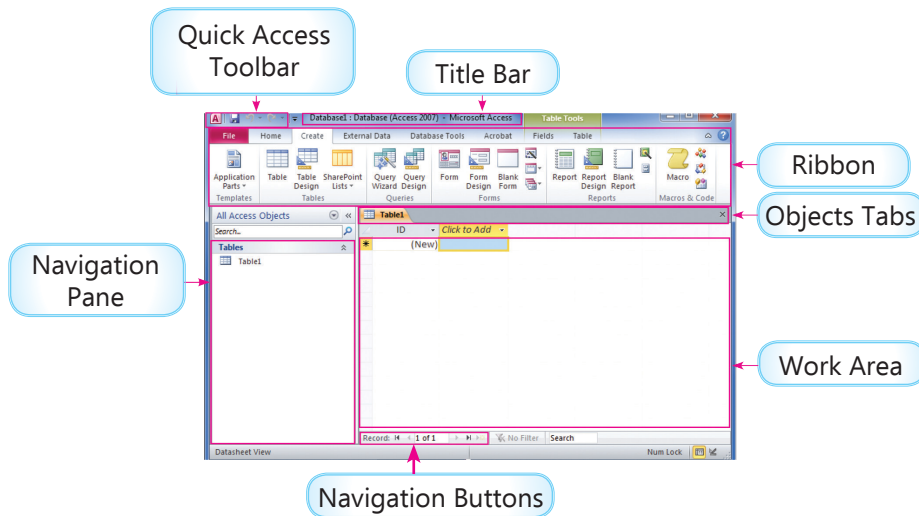 Quick Access
Toolbar
Title Bar
A
Database1 : Database (Access 2007) - Microsoft Access
Table Tools
File Home Create External Data Database Tools Acrobat Fields Table
Application Parts Table Table Design SharePoint Lists Query Wizard Query Design Form Form Design Blank Form Report Report Design Blank Report Macro
Templates Tables Queries Forms Reports Macros & Code
Ribbon
All Access Objects
Table1
Objects Tabs
Search...
ID Click to Add
Tables
(New)
Table1
Navigation
Pane
Work Area
Record: 1 of 1 No Filter Search
Datasheet View
Num Lock
Navigation Buttons